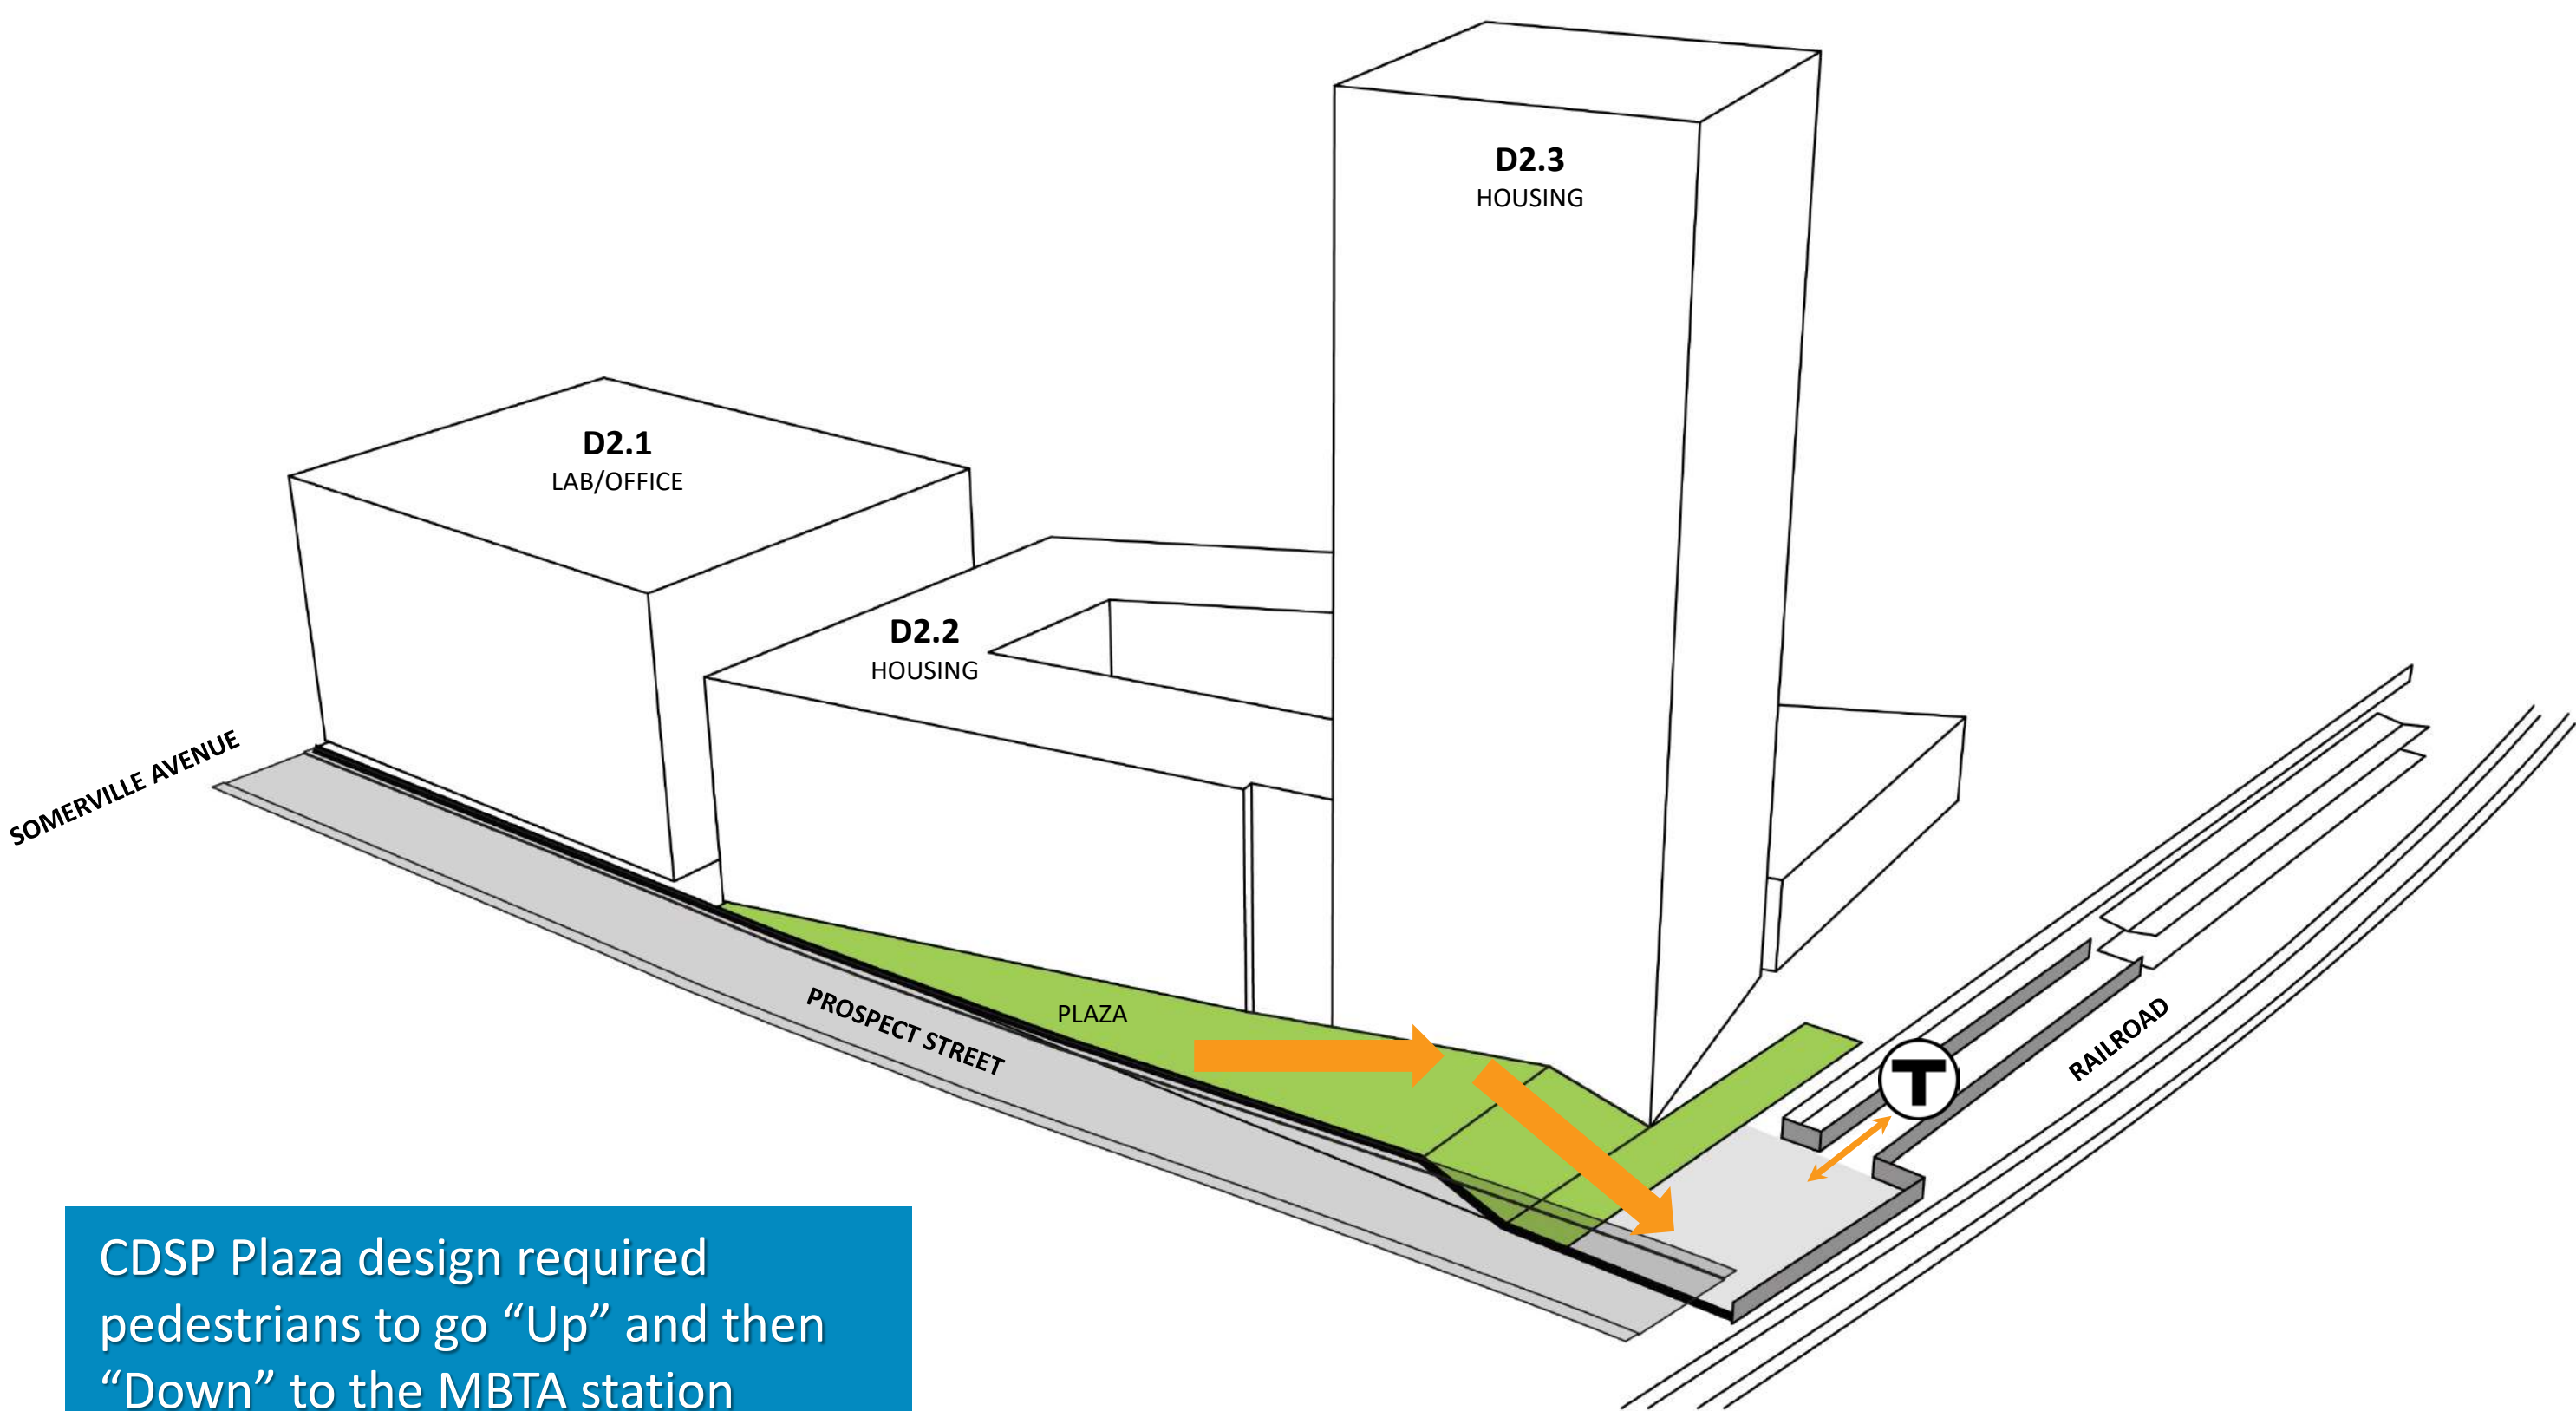 D2.3
HOUSING
D2.1
LAB/OFFICE
D2.2
HOUSING
SOMERVILLE AVENUE
PLAZA
PROSPECT STREET
T
RAILROAD
CDSP Plaza design required
pedestrians to go “Up” and then
“Down” to the MBTA station